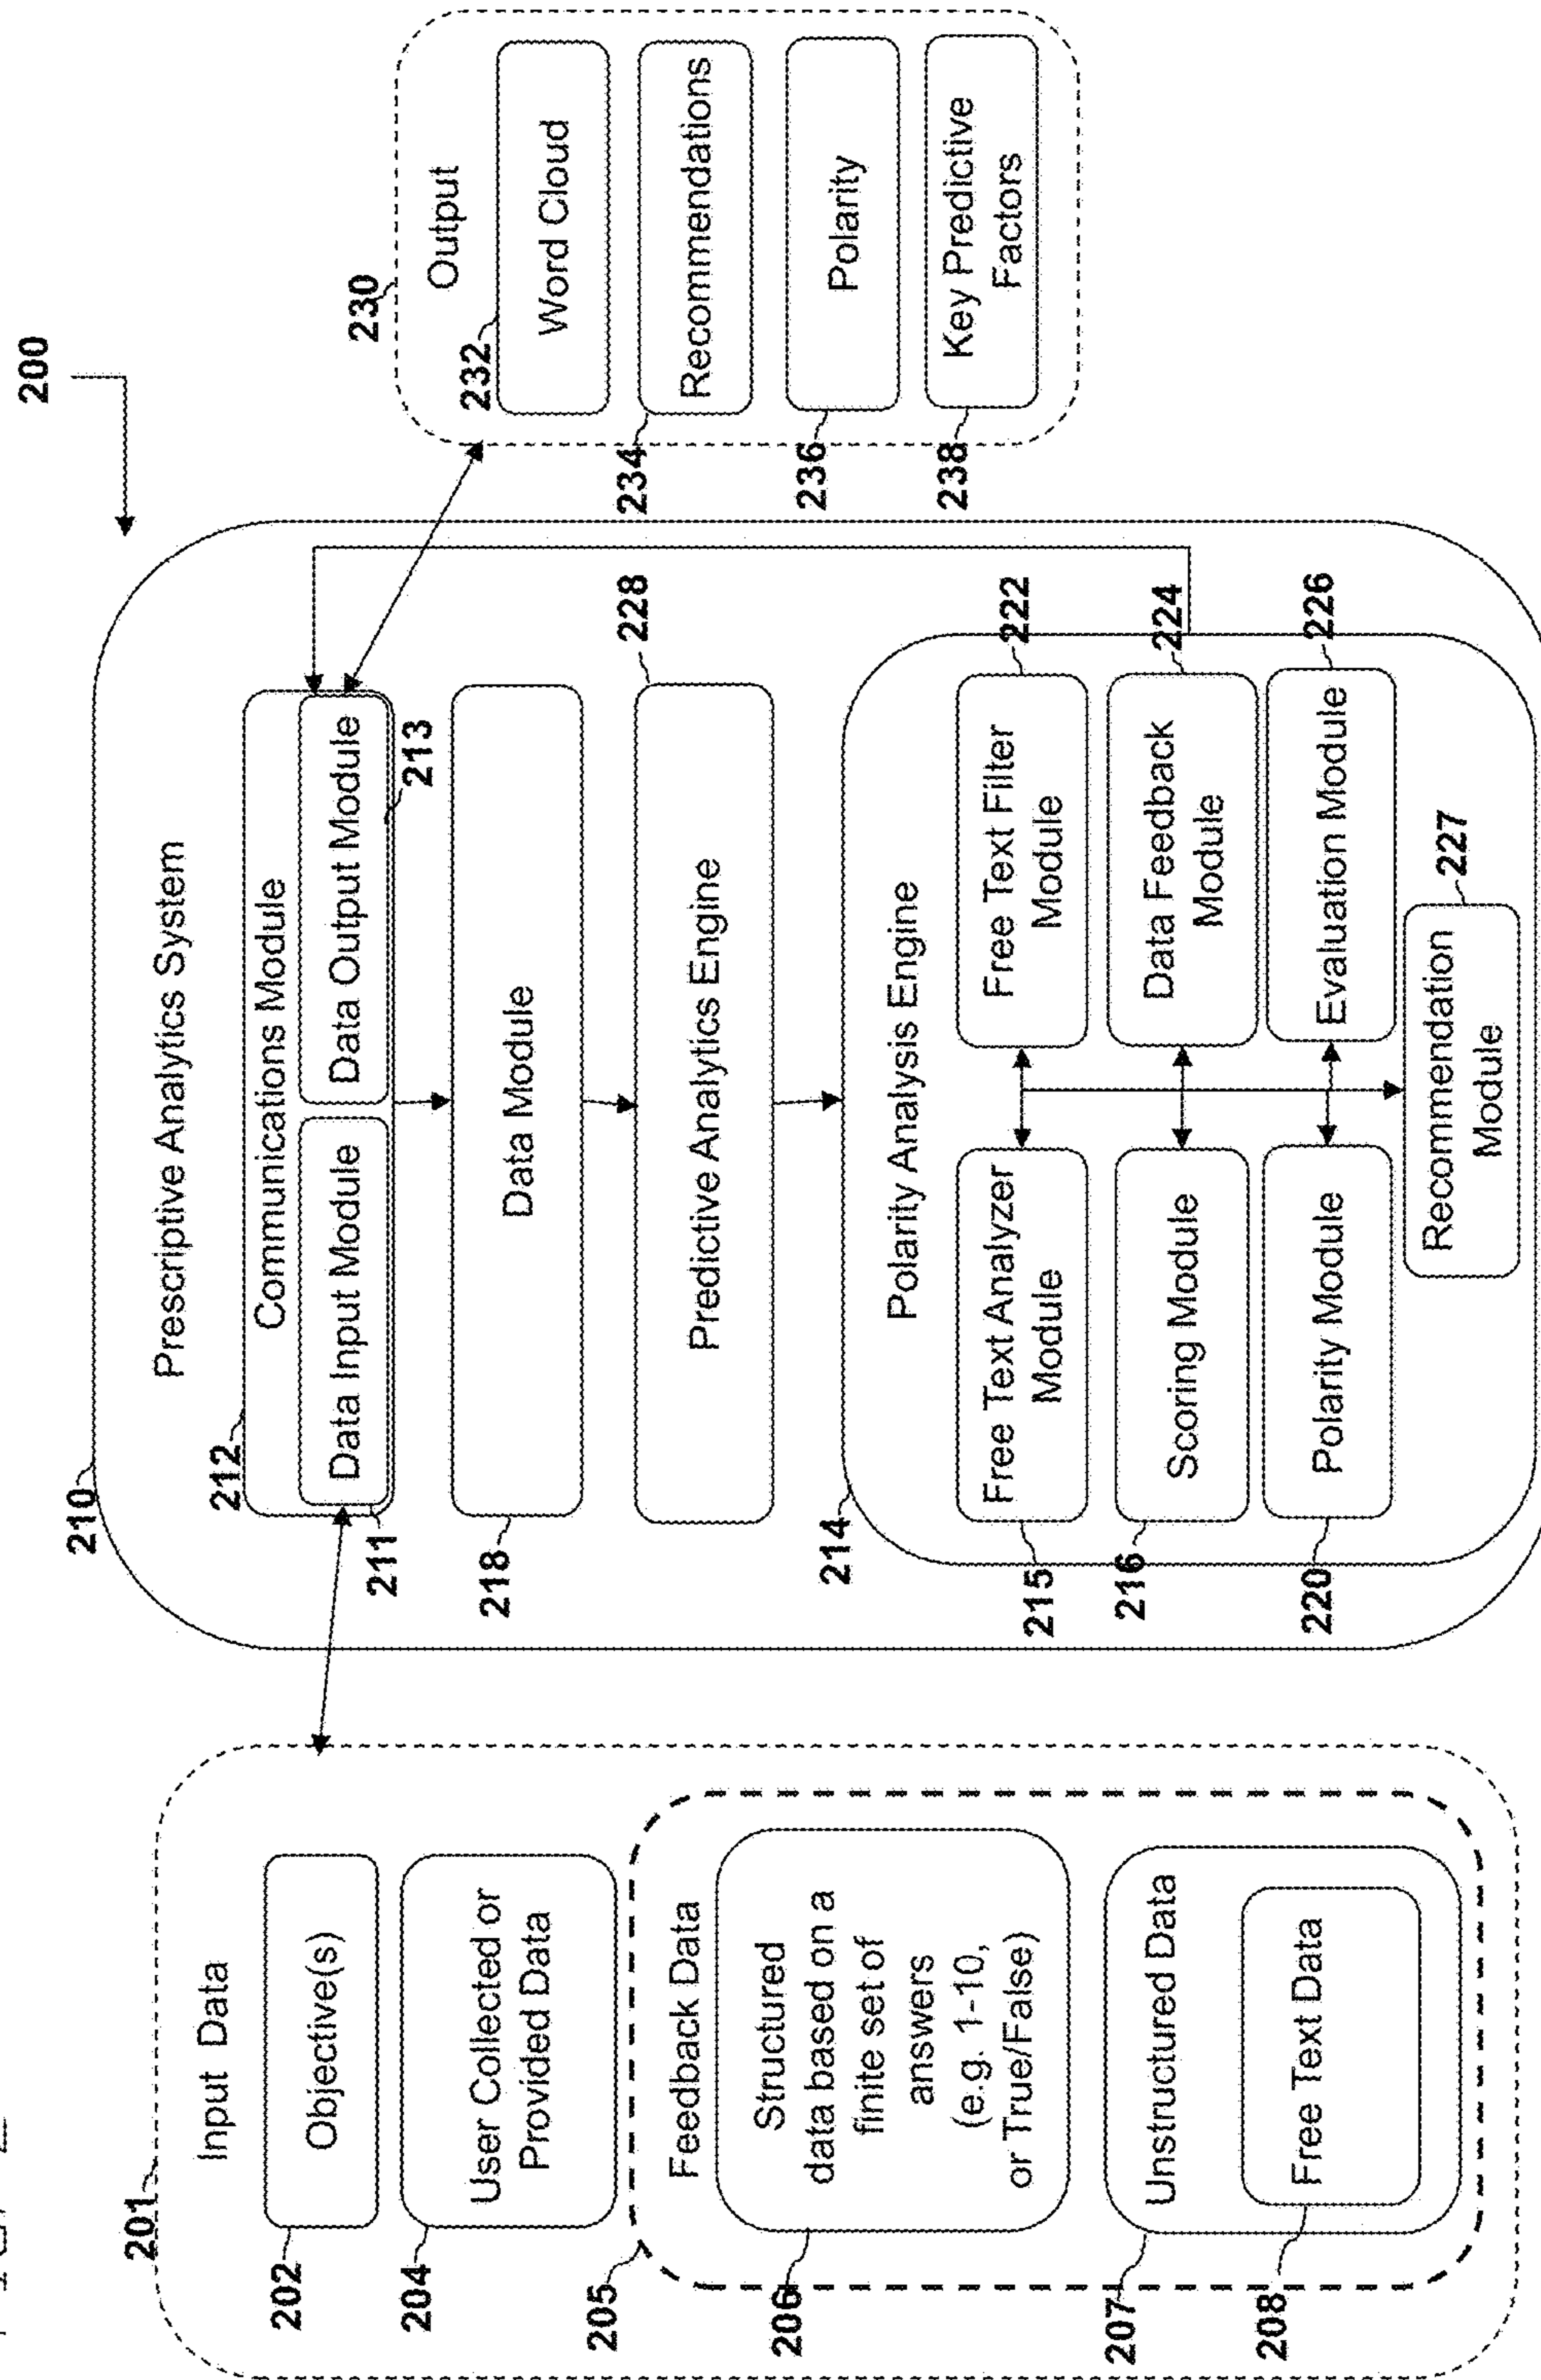 200
201
Input Data
202
Objective(s)
204
User Collected or
Provided Data
205
Feedback Data
206
Structured
data based on a
finite set of
answers
(e.g. 1-10,
or True/False)
207
Unstructured Data
208
Free Text Data
210
Prescriptive Analytics System
212
Communications Module
211
Data Input Module
Data Output Module
213
218
Data Module
228
Predictive Analytics Engine
214
Polarity Analysis Engine
215
Free Text Analyzer
Module
222
Free Text Filter
Module
216
Scoring Module
224
Data Feedback
Module
220
Polarity Module
226
Evaluation Module
227
Recommendation
Module
230
Output
232
Word Cloud
234
Recommendations
236
Polarity
238
Key Predictive
Factors